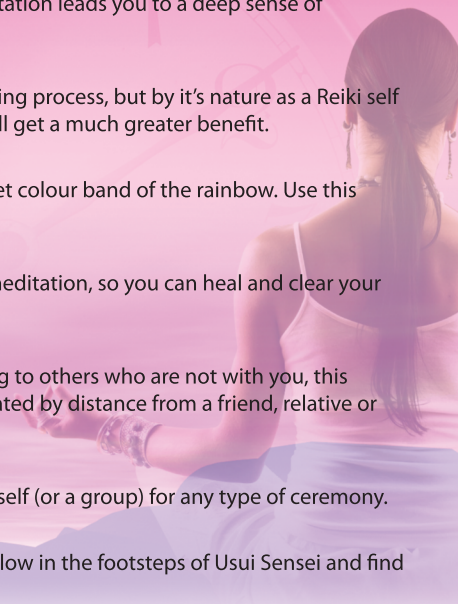 tation leads you to a deep sense of
ing process, but by it's nature as a Reiki self
ll get a much greater benefit.
et colour band of the rainbow. Use this
meditation, so you can heal and clear your
g to others who are not with you, this
ated by distance from a friend, relative or
self (or a group) for any type of ceremony.
low in the footsteps of Usui Sensei and find